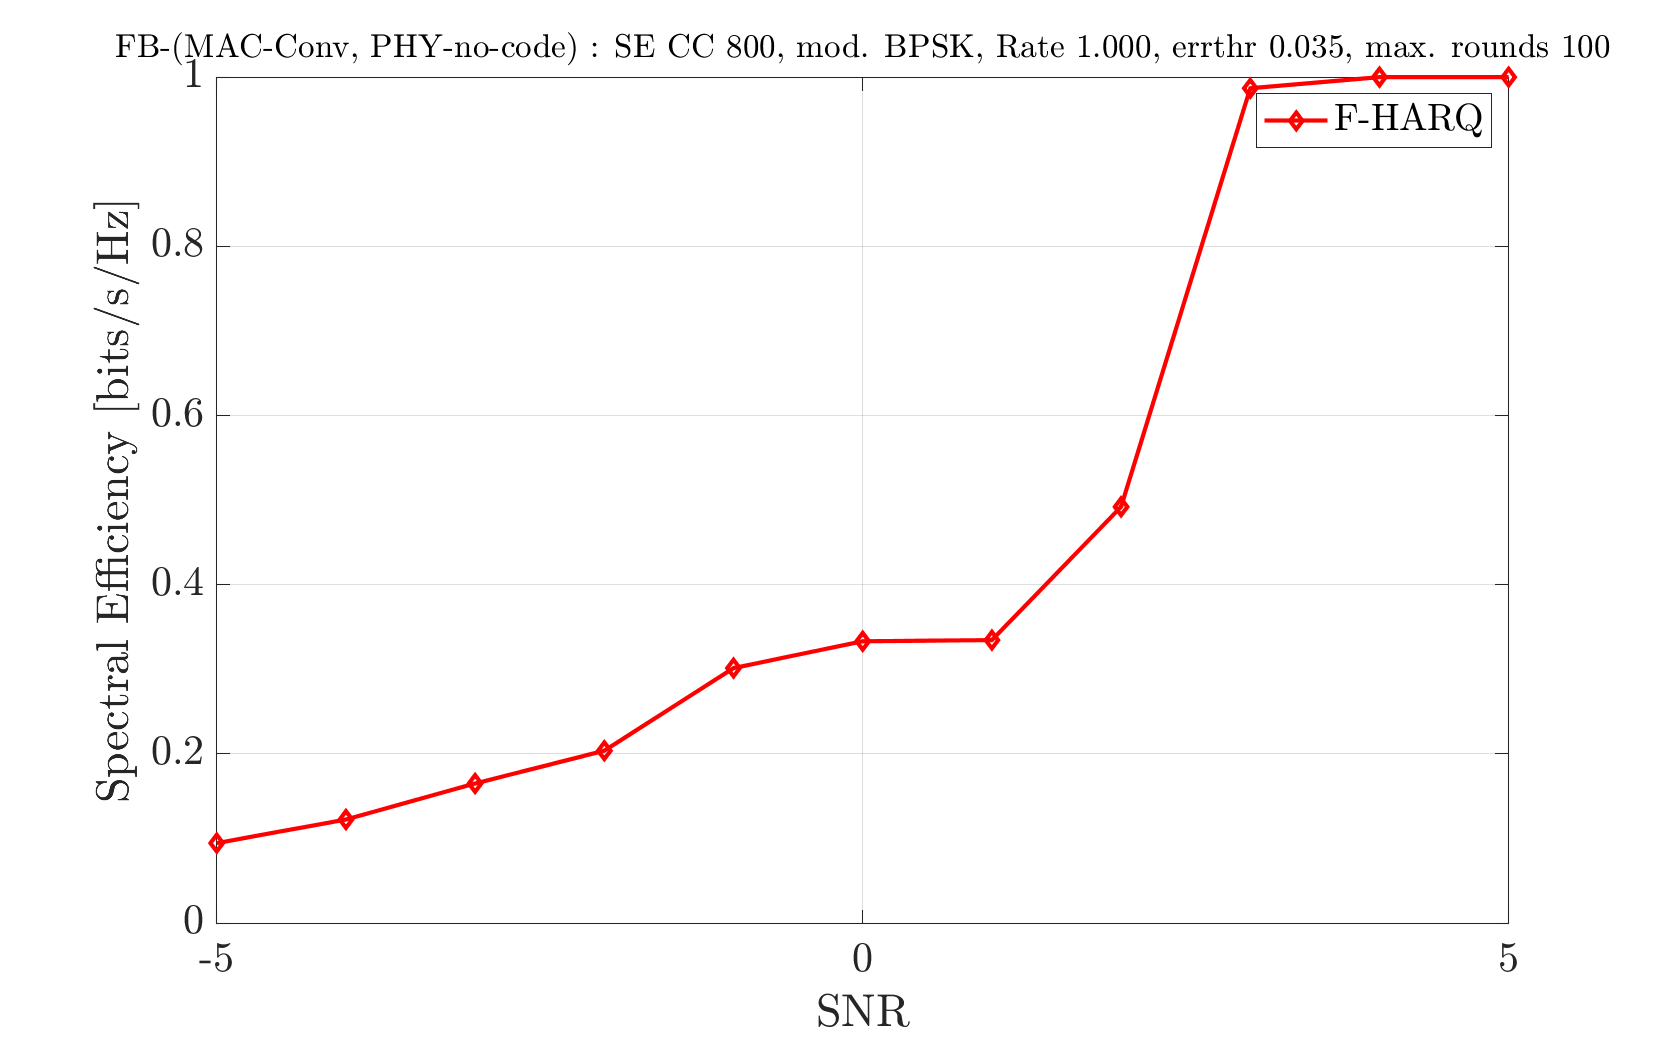 FB-(MAC-Conv, PHY-no-code) : SE CC 800, mod. BPSK, Rate 1.000, errthr 0.035, max. rounds 100
1
F-HARQ
0.8
0.6
0.4
0.2
0
Spectral Efficiency [bits/s/Hz]
-5 0 5
SNR